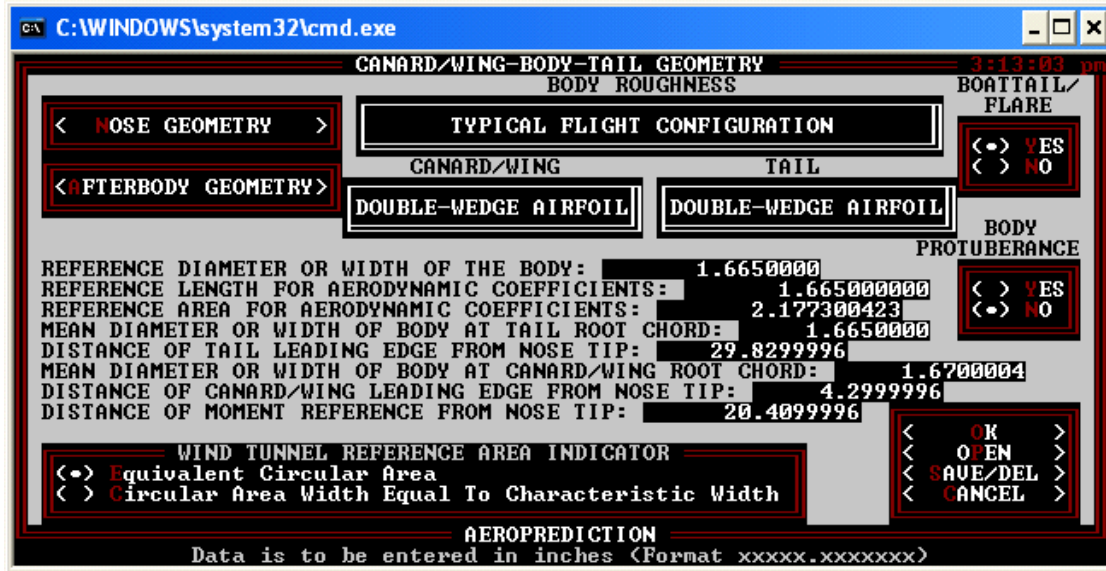 C:\WINDOWS\system32\cmd.exe
CANARD/WING-BODY-TAIL GEOMETRY 3:13:03 pm
BODY ROUGHNESS
BOATTAIL/
FLARE
< NOSE GEOMETRY >
TYPICAL FLIGHT CONFIGURATION
(•) YES
( ) NO
<AFTERBODY GEOMETRY>
CANARD/WING
TAIL
DOUBLE-WEDGE AIRFOIL
DOUBLE-WEDGE AIRFOIL
BODY
PROTUBERANCE
( ) YES
(•) NO
REFERENCE DIAMETER OR WIDTH OF THE BODY: 1.6650000
REFERENCE LENGTH FOR AERODYNAMIC COEFFICIENTS: 1.665000000
REFERENCE AREA FOR AERODYNAMIC COEFFICIENTS: 2.177300423
MEAN DIAMETER OR WIDTH OF BODY AT TAIL ROOT CHORD: 1.6650000
DISTANCE OF TAIL LEADING EDGE FROM NOSE TIP: 29.8299996
MEAN DIAMETER OR WIDTH OF BODY AT CANARD/WING ROOT CHORD: 1.6700004
DISTANCE OF CANARD/WING LEADING EDGE FROM NOSE TIP: 4.2999996
DISTANCE OF MOMENT REFERENCE FROM NOSE TIP: 20.4099996
WIND TUNNEL REFERENCE AREA INDICATOR
(•) Equivalent Circular Area
( ) Circular Area Width Equal To Characteristic Width
< OK >
< OPEN >
< SAVE/DEL >
< CANCEL >
AEROPREDICTION
Data is to be entered in inches (Format xxxxx.xxxxxxx)